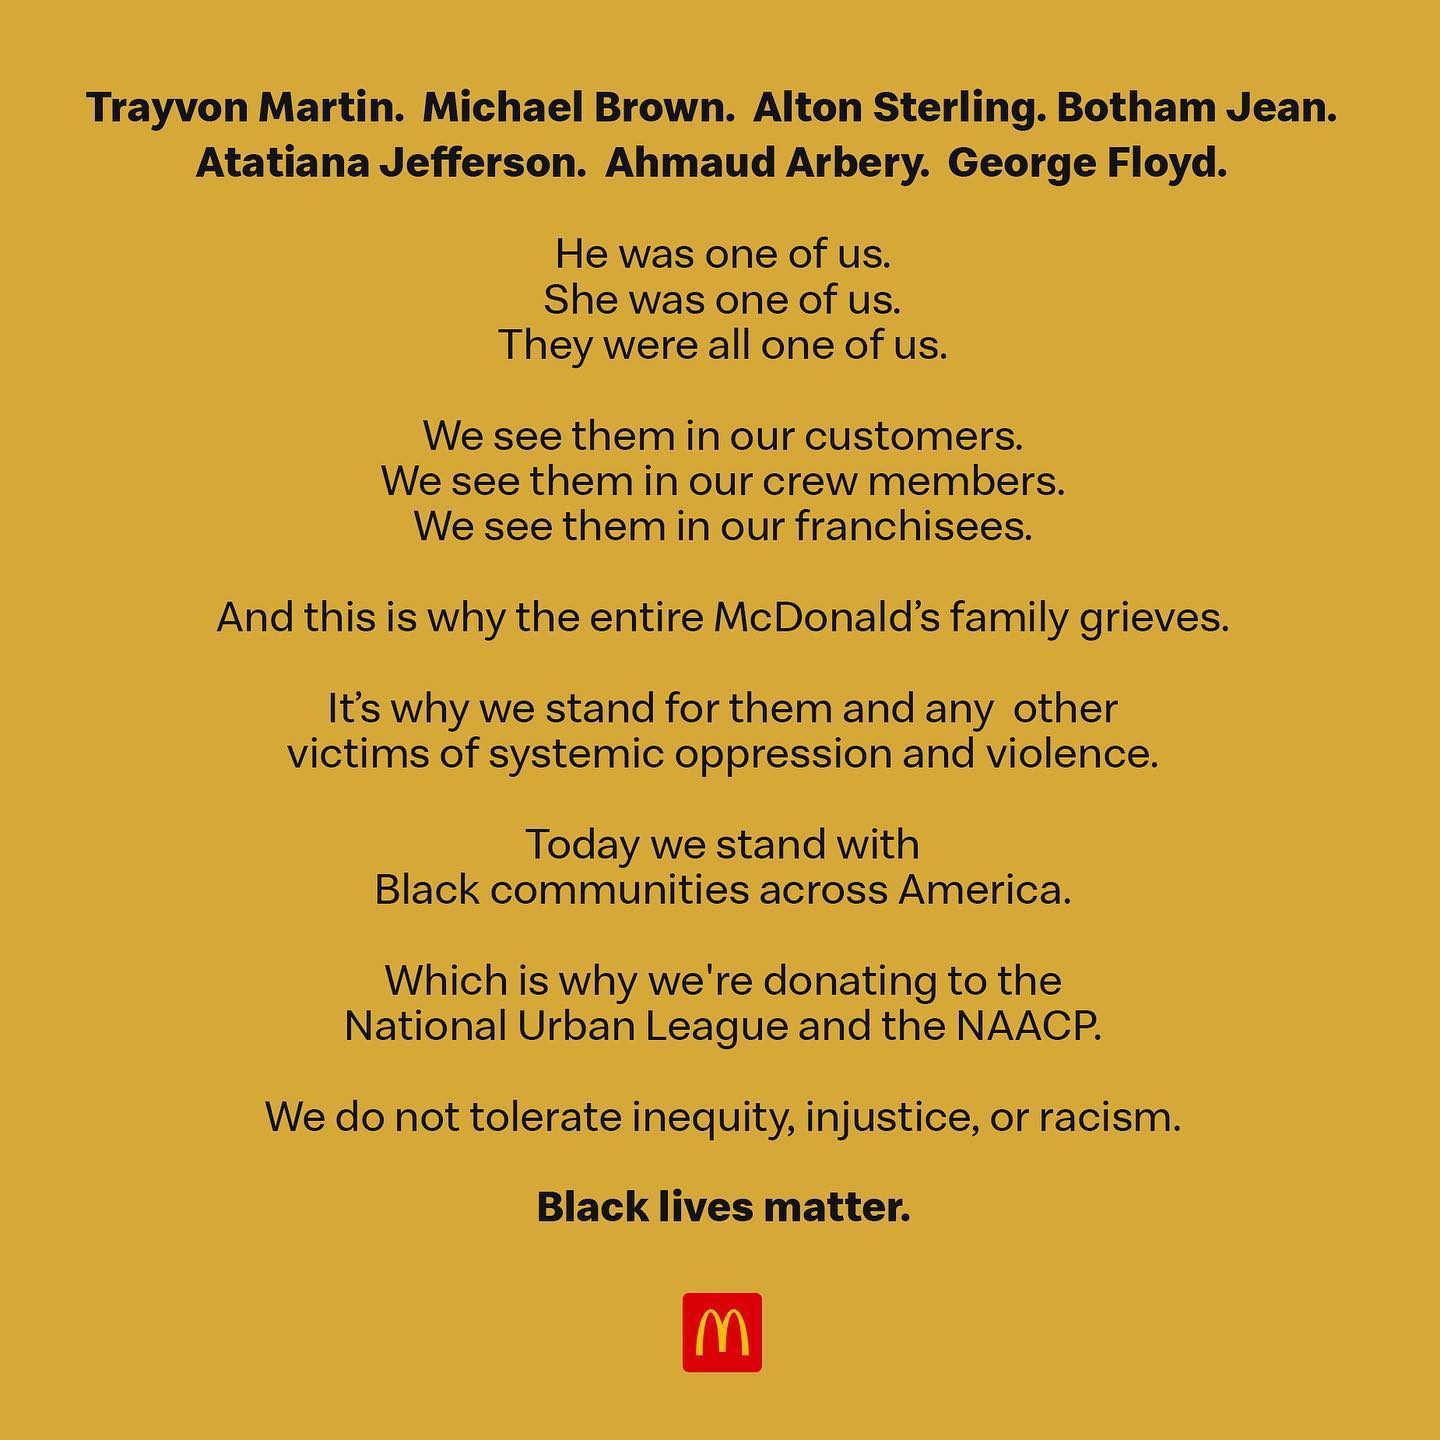 Trayvon Martin.  Michael Brown.  Alton Sterling. Botham Jean.
Atatiana Jefferson.  Ahmaud Arbery.  George Floyd.
He was one of us.
She was one of us.
They were all one of us.
We see them in our customers.
We see them in our crew members.
We see them in our franchisees.
And this is why the entire McDonald’s family grieves.
It’s why we stand for them and any  other
victims of systemic oppression and violence.
Today we stand with
Black communities across America.
Which is why we're donating to the
National Urban League and the NAACP.
We do not tolerate inequity, injustice, or racism.
Black lives matter.
M